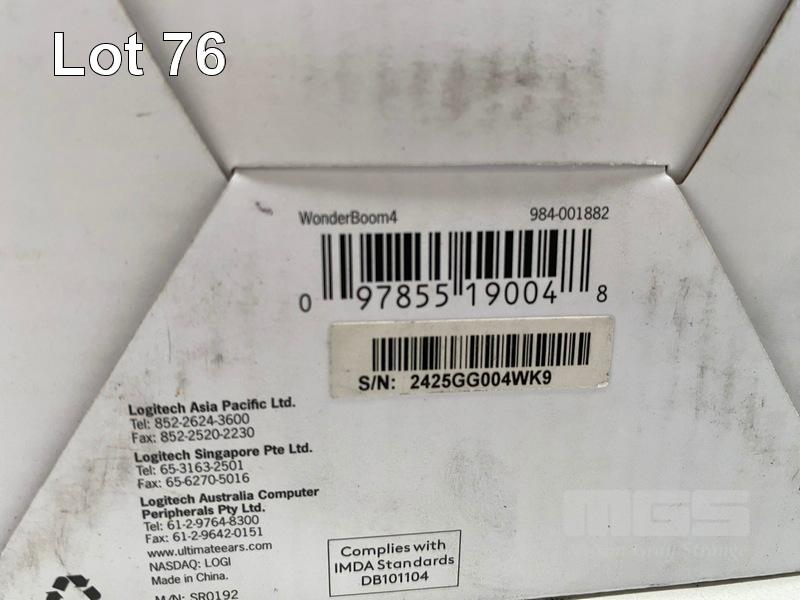 Lot 76
WonderBoom4
984-001882
0 97855 19004 8
S/N: 2425GG004WK9
Logitech Asia Pacific Ltd.
Tel: 852-2624-3600
Fax: 852-2520-2230
Logitech Singapore Pte Ltd.
Tel: 65-3163-2501
Fax: 65-6270-5016
Logitech Australia Computer
Peripherals Pty Ltd.
Tel: 61-2-9764-8300
Fax: 61-2-9642-0151
www.ultimateears.com
NASDAQ: LOGI
Made in China.
M/N: SR0192
Complies with
IMDA Standards
DB101104